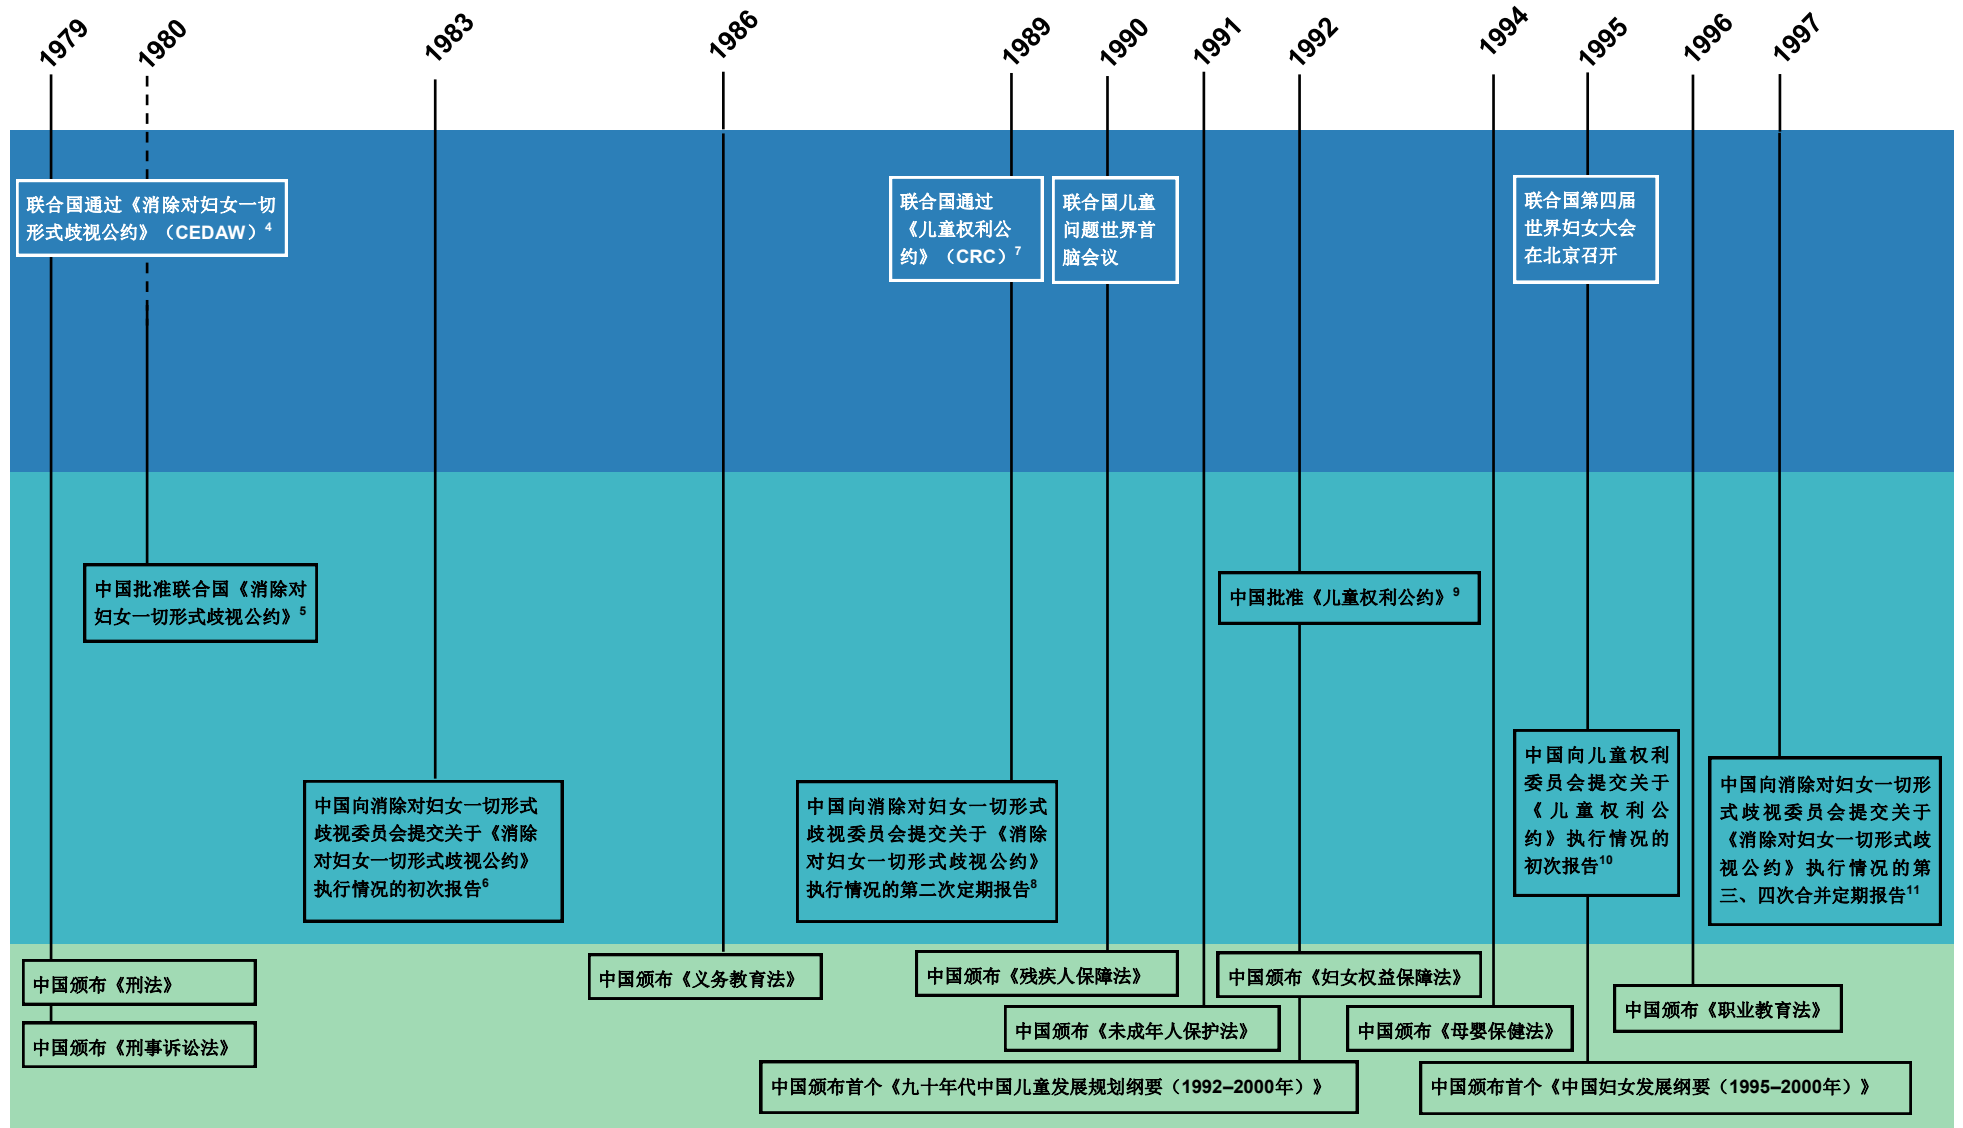 1979
1980
1983
1986
1989
1990
1991
1992
1994
1995
1996
1997
联合国通过《消除对妇女一切
形式歧视公约》（CEDAW）4
联合国通过
《儿童权利公
约》（CRC）7
联合国儿童
问题世界首
脑会议
联合国第四届
世界妇女大会
在北京召开
中国批准联合国《消除对
妇女一切形式歧视公约》5
中国批准《儿童权利公约》9
中国向消除对妇女一切形式
歧视委员会提交关于《消除
对妇女一切形式歧视公约》
执行情况的初次报告6
中国向消除对妇女一切形式
歧视委员会提交关于《消除
对妇女一切形式歧视公约》
执行情况的第二次定期报告8
中国向儿童权利
委员会提交关于
《儿童权利公
约》执行情况的
初次报告10
中国向消除对妇女一切形
式歧视委员会提交关于
《消除对妇女一切形式歧
视公约》执行情况的第
三、四次合并定期报告11
中国颁布《刑法》
中国颁布《刑事诉讼法》
中国颁布《义务教育法》
中国颁布《残疾人保障法》
中国颁布《未成年人保护法》
中国颁布《妇女权益保障法》
中国颁布首个《九十年代中国儿童发展规划纲要（1992–2000年）》
中国颁布《母婴保健法》
中国颁布《职业教育法》
中国颁布首个《中国妇女发展纲要（1995–2000年）》